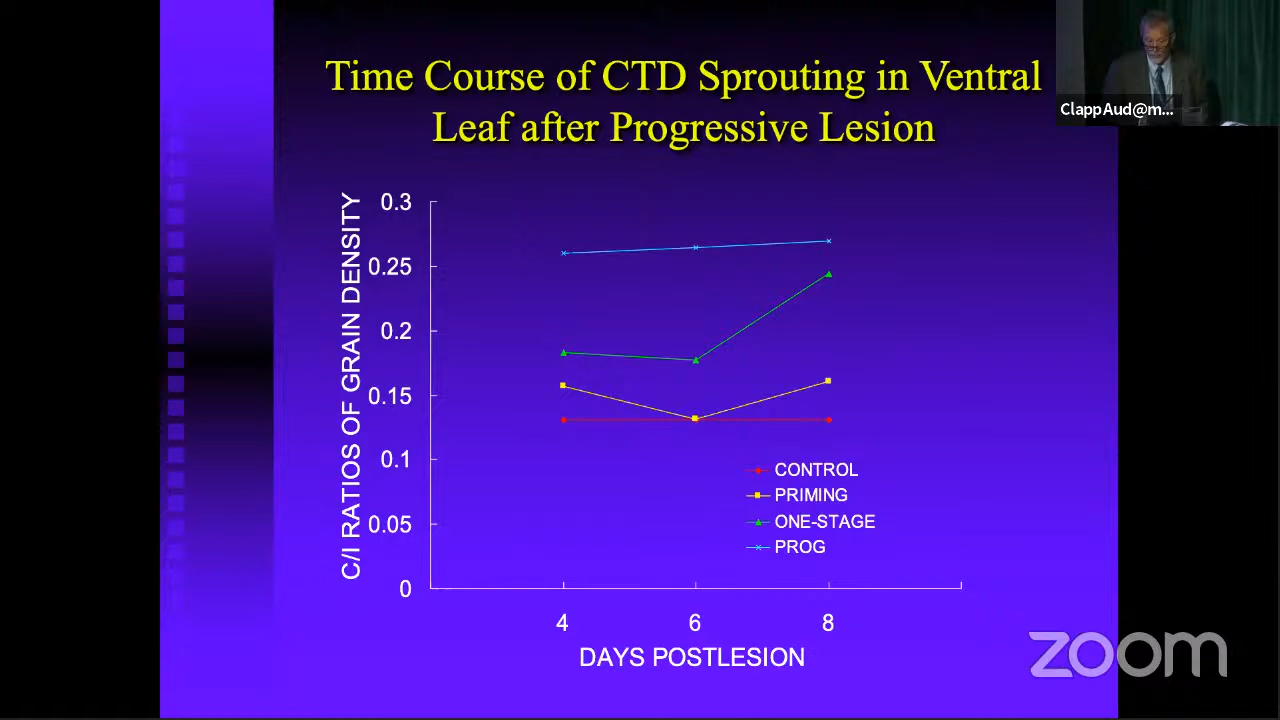 Time Course of CTD Sprouting in Ventral
Leaf after Progressive Lesion
ClappAud@m...
C/I RATIOS OF GRAIN DENSITY
0.3
0.25
0.2
0.15
0.1
0.05
0
4 6 8
DAYS POSTLESION
CONTROL
PRIMING
ONE-STAGE
PROG
zoom